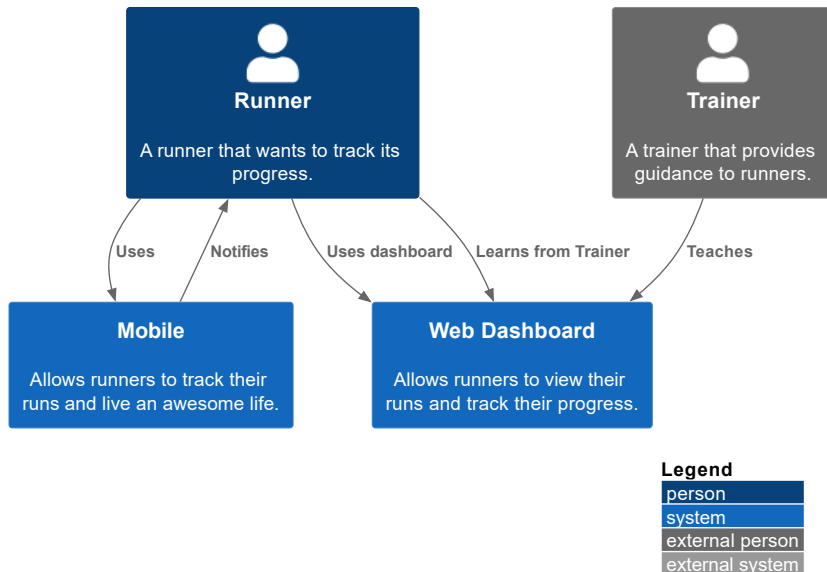 Runner
A runner that wants to track its
progress.
Trainer
A trainer that provides
guidance to runners.
Uses
Notifies
Uses dashboard
Learns from Trainer
Teaches
Mobile
Allows runners to track their
runs and live an awesome life.
Web Dashboard
Allows runners to view their
runs and track their progress.
Legend
person
system
external person
external system